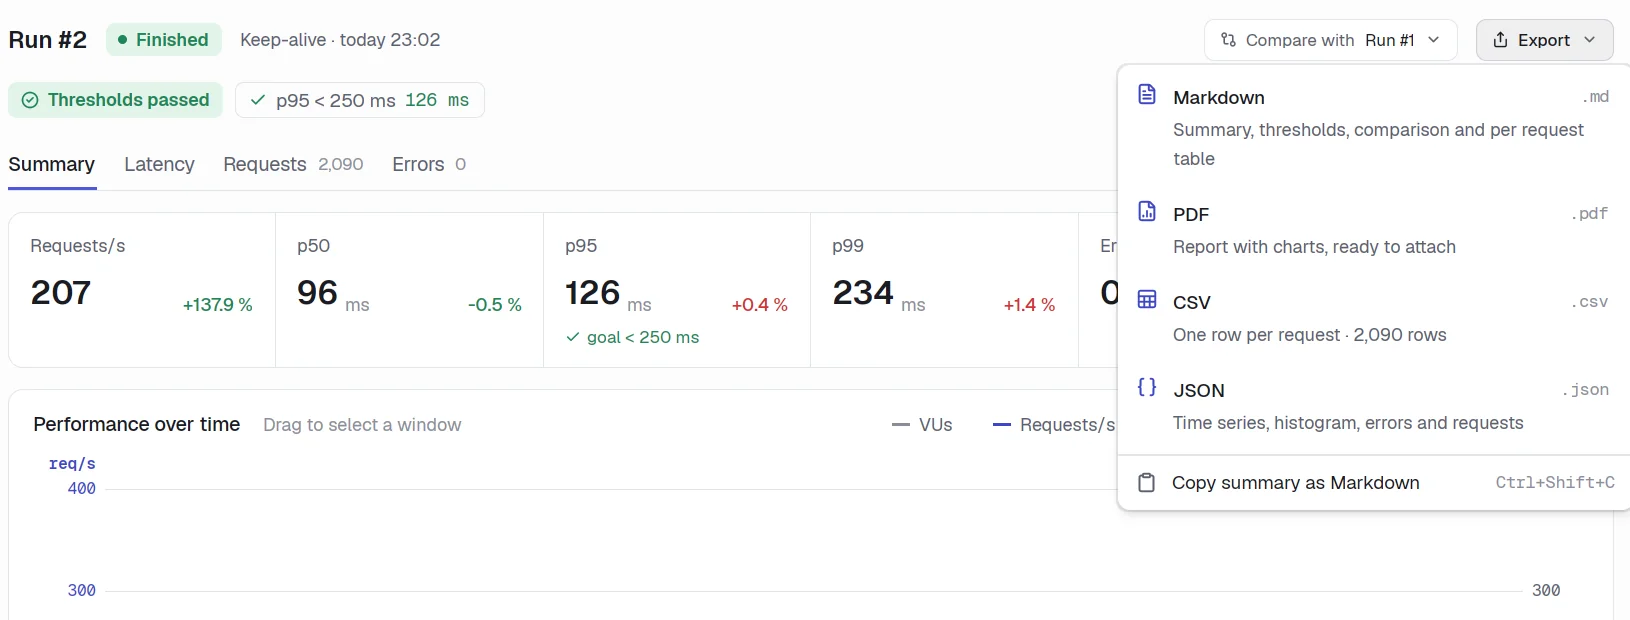 Run #2 Finished Keep-alive · today 23:02 Compare with Run #1 Export
Thresholds passed p95 < 250 ms 126 ms
Summary Latency Requests 2,090 Errors 0
Requests/s
207 +137.9 %
p50
96 ms -0.5 %
p95
126 ms +0.4 %
goal < 250 ms
p99
234 ms +1.4 %
Er
0
Markdown .md
Summary, thresholds, comparison and per request
table
PDF .pdf
Report with charts, ready to attach
CSV .csv
One row per request · 2,090 rows
JSON .json
Time series, histogram, errors and requests
Copy summary as Markdown Ctrl+Shift+C
Performance over time Drag to select a window VUs Requests/s
req/s
400
300 300